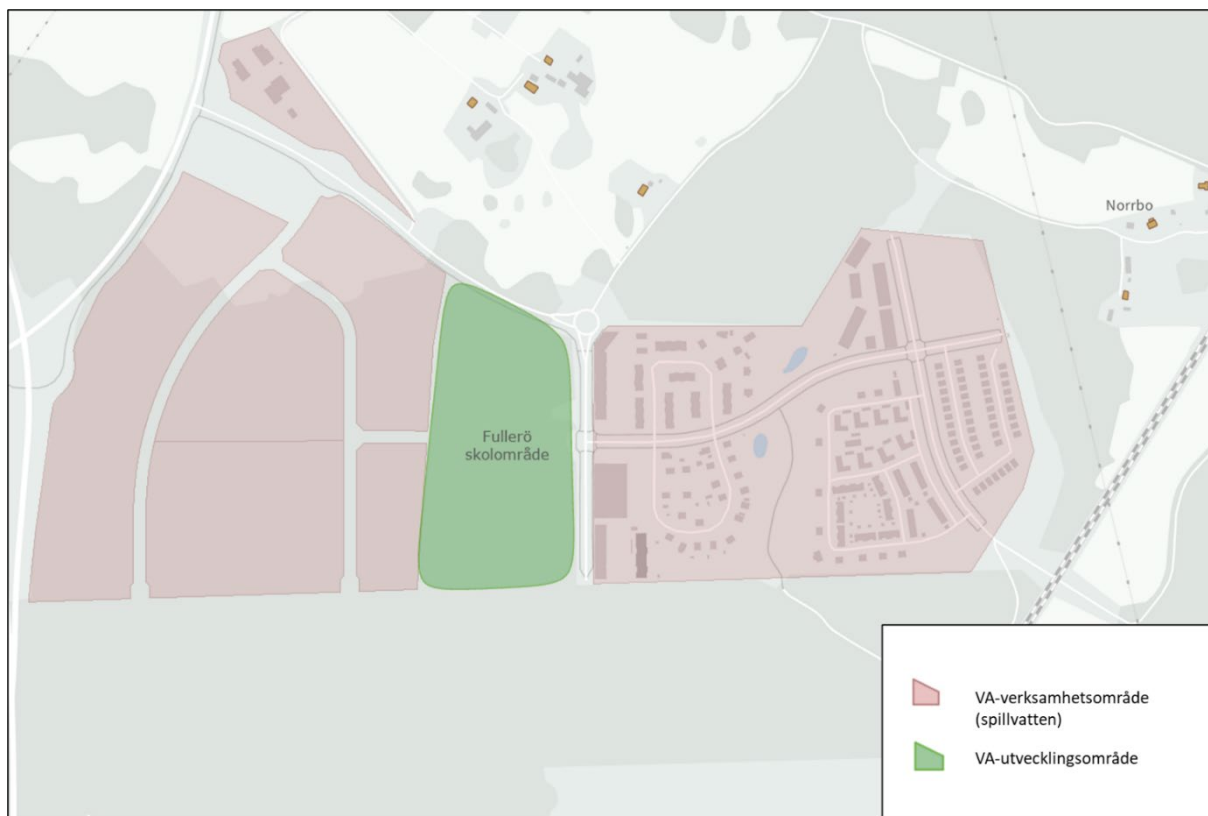 Norrbo
Fullerö
skolområde
VA-verksamhetsområde
(spillvatten)
VA-utvecklingsområde